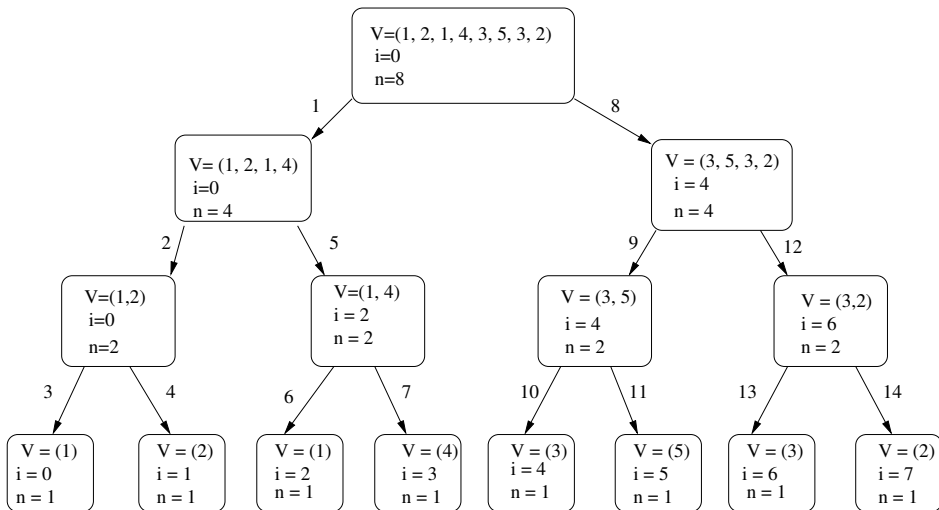 V=(1, 2, 1, 4, 3, 5, 3, 2)
i=0
n=8
1
8
V= (1, 2, 1, 4)
i=0
n = 4
V = (3, 5, 3, 2)
i = 4
n = 4
2
5
9
12
V=(1,2)
i=0
n=2
V=(1, 4)
i = 2
n = 2
V = (3, 5)
i = 4
n = 2
V = (3,2)
i = 6
n = 2
3
4
6
7
10
11
13
14
V = (1)
i = 0
n = 1
V = (2)
i = 1
n = 1
V = (1)
i = 2
n = 1
V = (4)
i = 3
n = 1
V = (3)
i = 4
n = 1
V = (5)
i = 5
n = 1
V = (3)
i = 6
n = 1
V = (2)
i = 7
n = 1